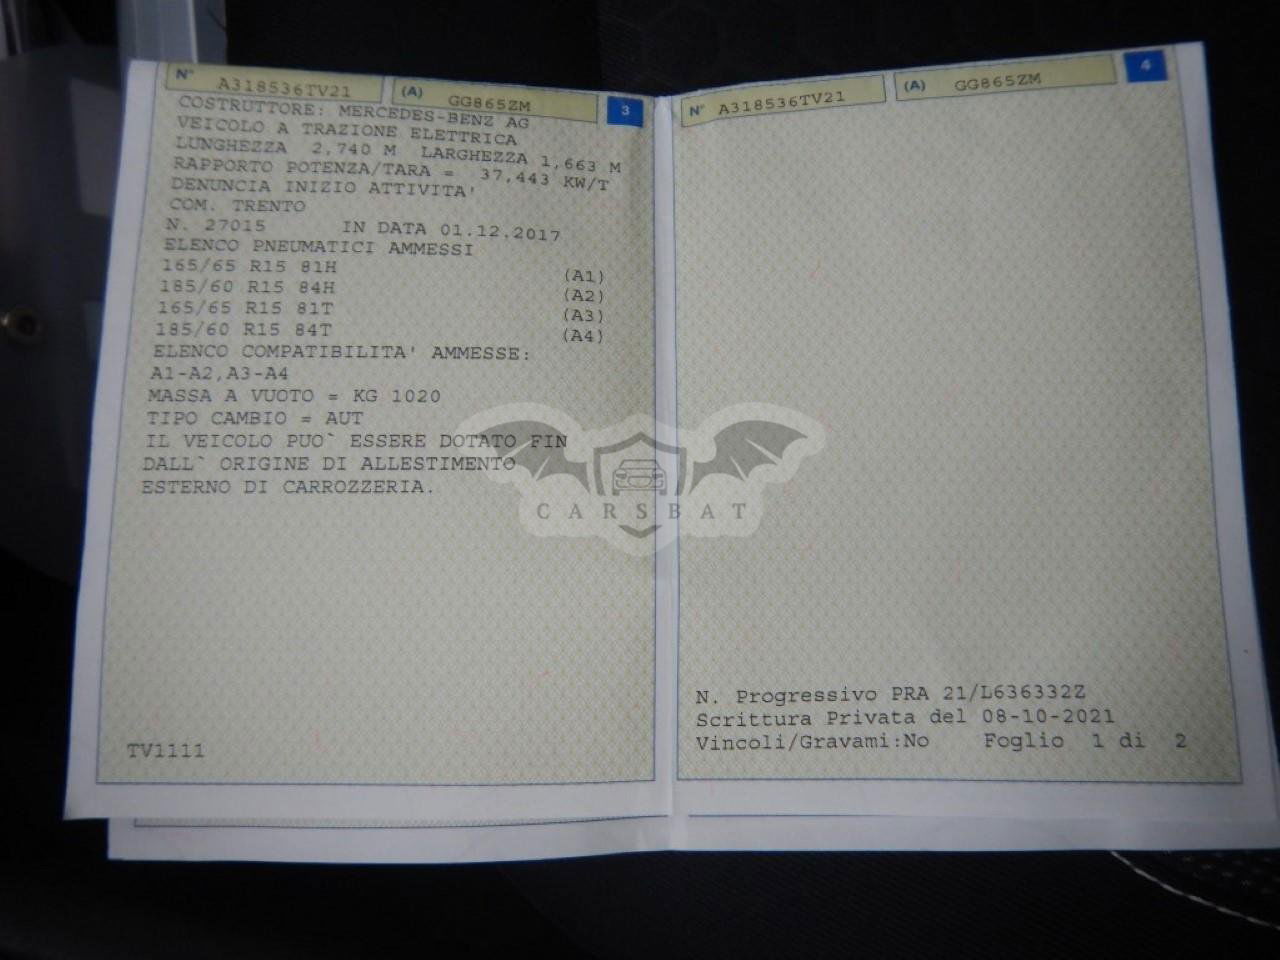 N° A318536TV21 (A) GG865ZM 3
COSTRUTTORE: MERCEDES-BENZ AG
VEICOLO A TRAZIONE ELETTRICA
LUNGHEZZA 2,740 M LARGHEZZA 1,663 M
RAPPORTO POTENZA/TARA = 37,443 KW/T
DENUNCIA INIZIO ATTIVITA'
COM. TRENTO
N. 27015 IN DATA 01.12.2017
ELENCO PNEUMATICI AMMESSI
165/65 R15 81H (A1)
185/60 R15 84H (A2)
165/65 R15 81T (A3)
185/60 R15 84T (A4)
ELENCO COMPATIBILITA' AMMESSE:
A1-A2,A3-A4
MASSA A VUOTO = KG 1020
TIPO CAMBIO = AUT
IL VEICOLO PUO` ESSERE DOTATO FIN
DALL` ORIGINE DI ALLESTIMENTO
ESTERNO DI CARROZZERIA.
TV1111
N° A318536TV21 (A) GG865ZM 4
N. Progressivo PRA 21/L636332Z
Scrittura Privata del 08-10-2021
Vincoli/Gravami:No Foglio 1 di 2
CARSBAT